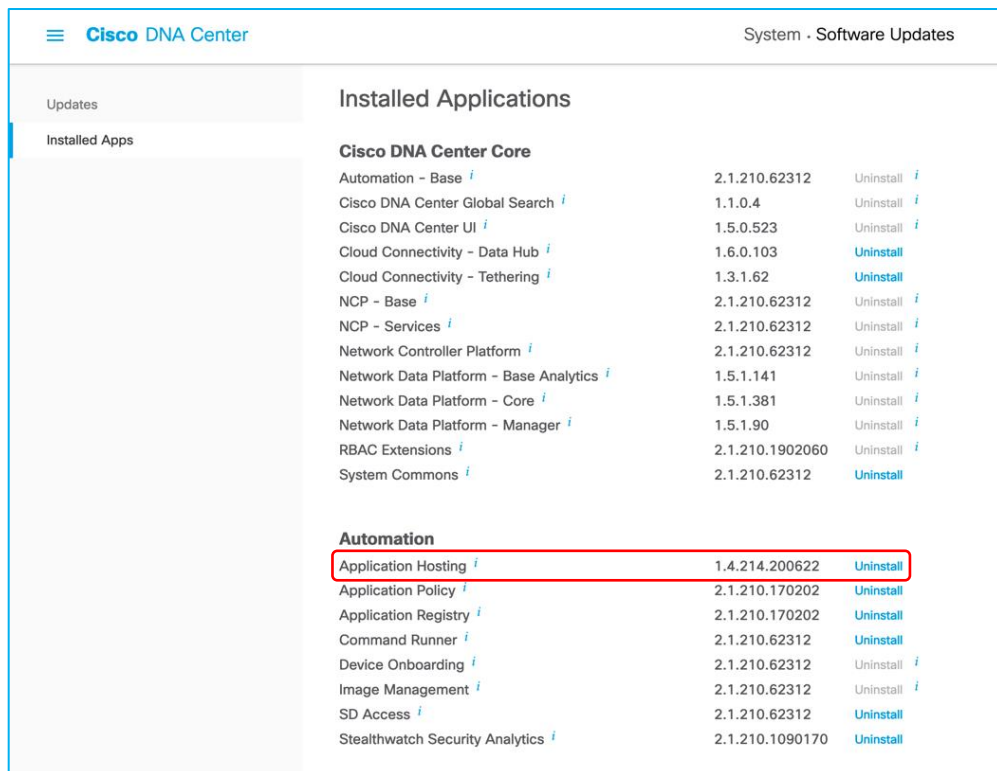 Cisco DNA Center
System · Software Updates
Updates
Installed Apps
Installed Applications
Cisco DNA Center Core
Automation - Base i 2.1.210.62312 Uninstall i
Cisco DNA Center Global Search i 1.1.0.4 Uninstall i
Cisco DNA Center UI i 1.5.0.523 Uninstall i
Cloud Connectivity - Data Hub i 1.6.0.103 Uninstall
Cloud Connectivity - Tethering i 1.3.1.62 Uninstall
NCP - Base i 2.1.210.62312 Uninstall i
NCP - Services i 2.1.210.62312 Uninstall i
Network Controller Platform i 2.1.210.62312 Uninstall i
Network Data Platform - Base Analytics i 1.5.1.141 Uninstall i
Network Data Platform - Core i 1.5.1.381 Uninstall i
Network Data Platform - Manager i 1.5.1.90 Uninstall i
RBAC Extensions i 2.1.210.1902060 Uninstall i
System Commons i 2.1.210.62312 Uninstall
Automation
Application Hosting i 1.4.214.200622 Uninstall
Application Policy i 2.1.210.170202 Uninstall
Application Registry i 2.1.210.170202 Uninstall
Command Runner i 2.1.210.62312 Uninstall
Device Onboarding i 2.1.210.62312 Uninstall i
Image Management i 2.1.210.62312 Uninstall i
SD Access i 2.1.210.62312 Uninstall
Stealthwatch Security Analytics i 2.1.210.1090170 Uninstall